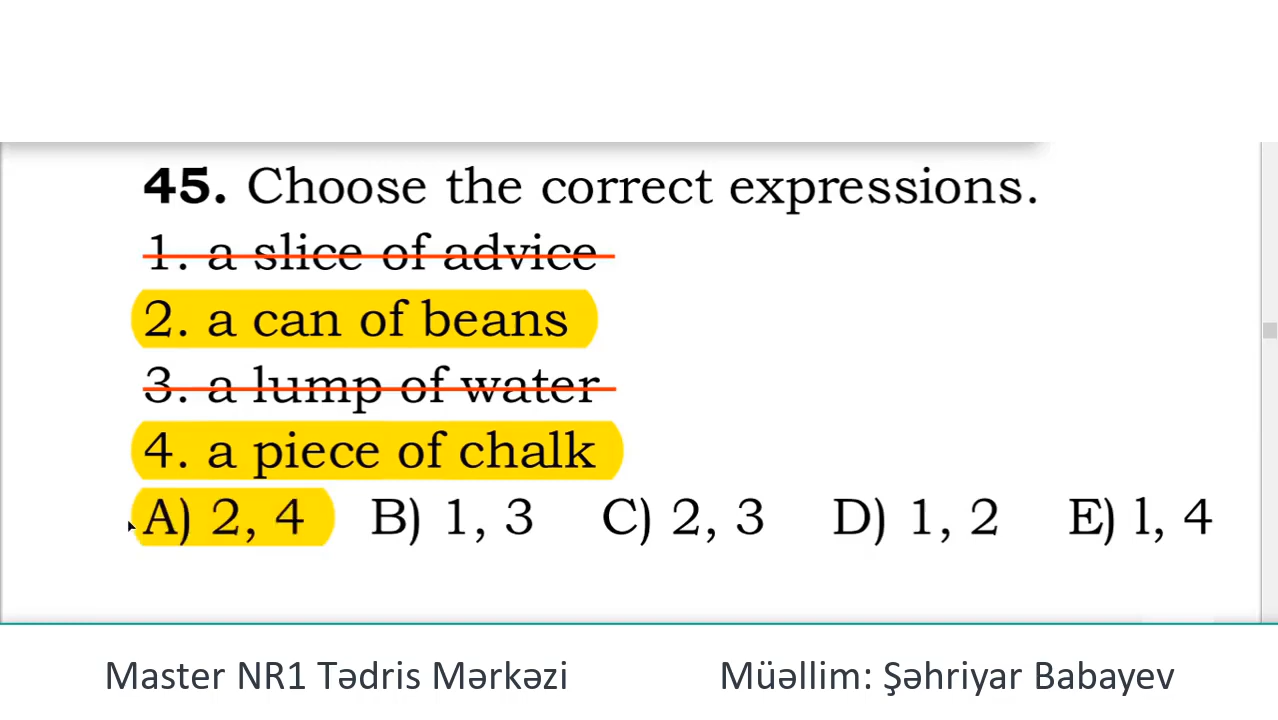 45. Choose the correct expressions.
1. a slice of advice
2. a can of beans
3. a lump of water
4. a piece of chalk
A) 2, 4 B) 1, 3 C) 2, 3 D) 1, 2 E) l, 4
Master NR1 Tədris Mərkəzi Müəllim: Şəhriyar Babayev